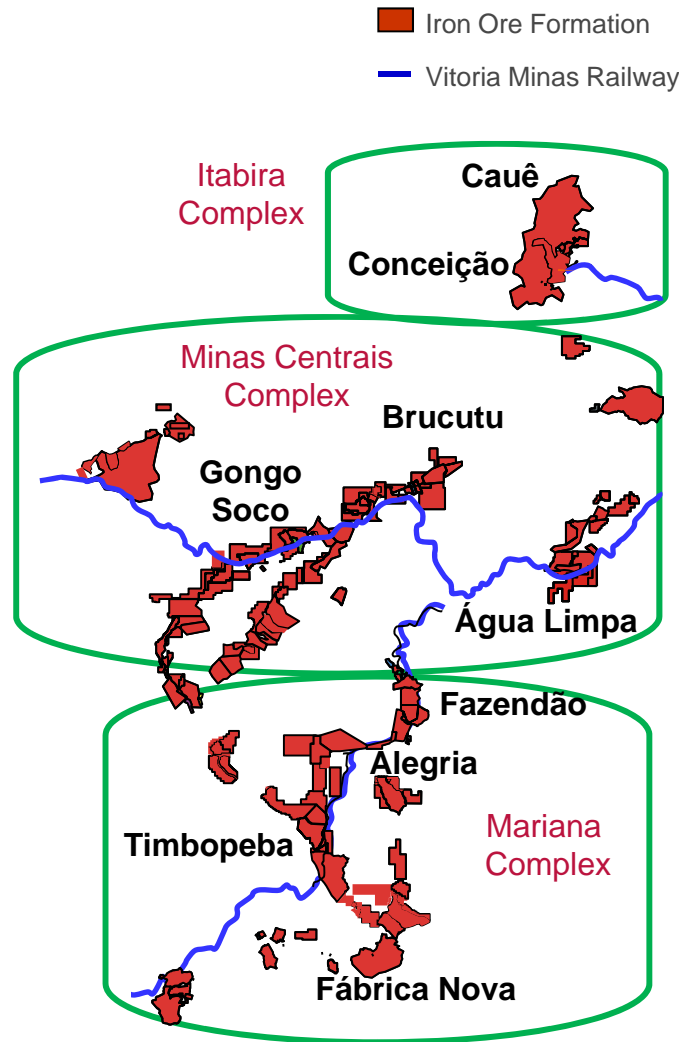 Iron Ore Formation
Vitoria Minas Railway
Itabira
Complex
Cauê
Conceição
Minas Centrais
Complex
Brucutu
Gongo
Soco
Água Limpa
Fazendão
Alegria
Timbopeba
Mariana
Complex
Fábrica Nova